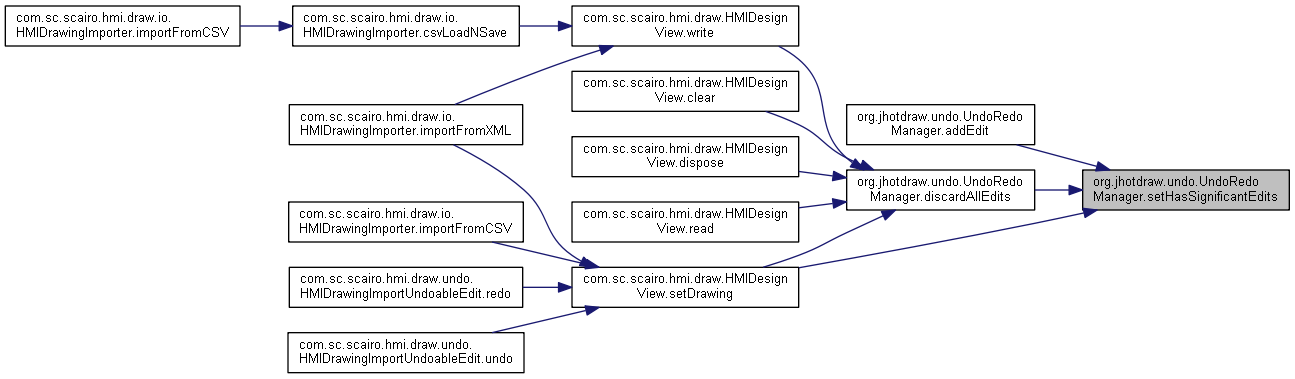 com.sc.scairo.hmi.draw.io.
HMIDrawingImporter.importFromCSV
com.sc.scairo.hmi.draw.io.
HMIDrawingImporter.csvLoadNSave
com.sc.scairo.hmi.draw.HMIDesign
View.write
com.sc.scairo.hmi.draw.HMIDesign
View.clear
com.sc.scairo.hmi.draw.io.
HMIDrawingImporter.importFromXML
org.jhotdraw.undo.UndoRedo
Manager.addEdit
com.sc.scairo.hmi.draw.HMIDesign
View.dispose
org.jhotdraw.undo.UndoRedo
Manager.discardAllEdits
org.jhotdraw.undo.UndoRedo
Manager.setHasSignificantEdits
com.sc.scairo.hmi.draw.io.
HMIDrawingImporter.importFromCSV
com.sc.scairo.hmi.draw.HMIDesign
View.read
com.sc.scairo.hmi.draw.undo.
HMIDrawingImportUndoableEdit.redo
com.sc.scairo.hmi.draw.HMIDesign
View.setDrawing
com.sc.scairo.hmi.draw.undo.
HMIDrawingImportUndoableEdit.undo